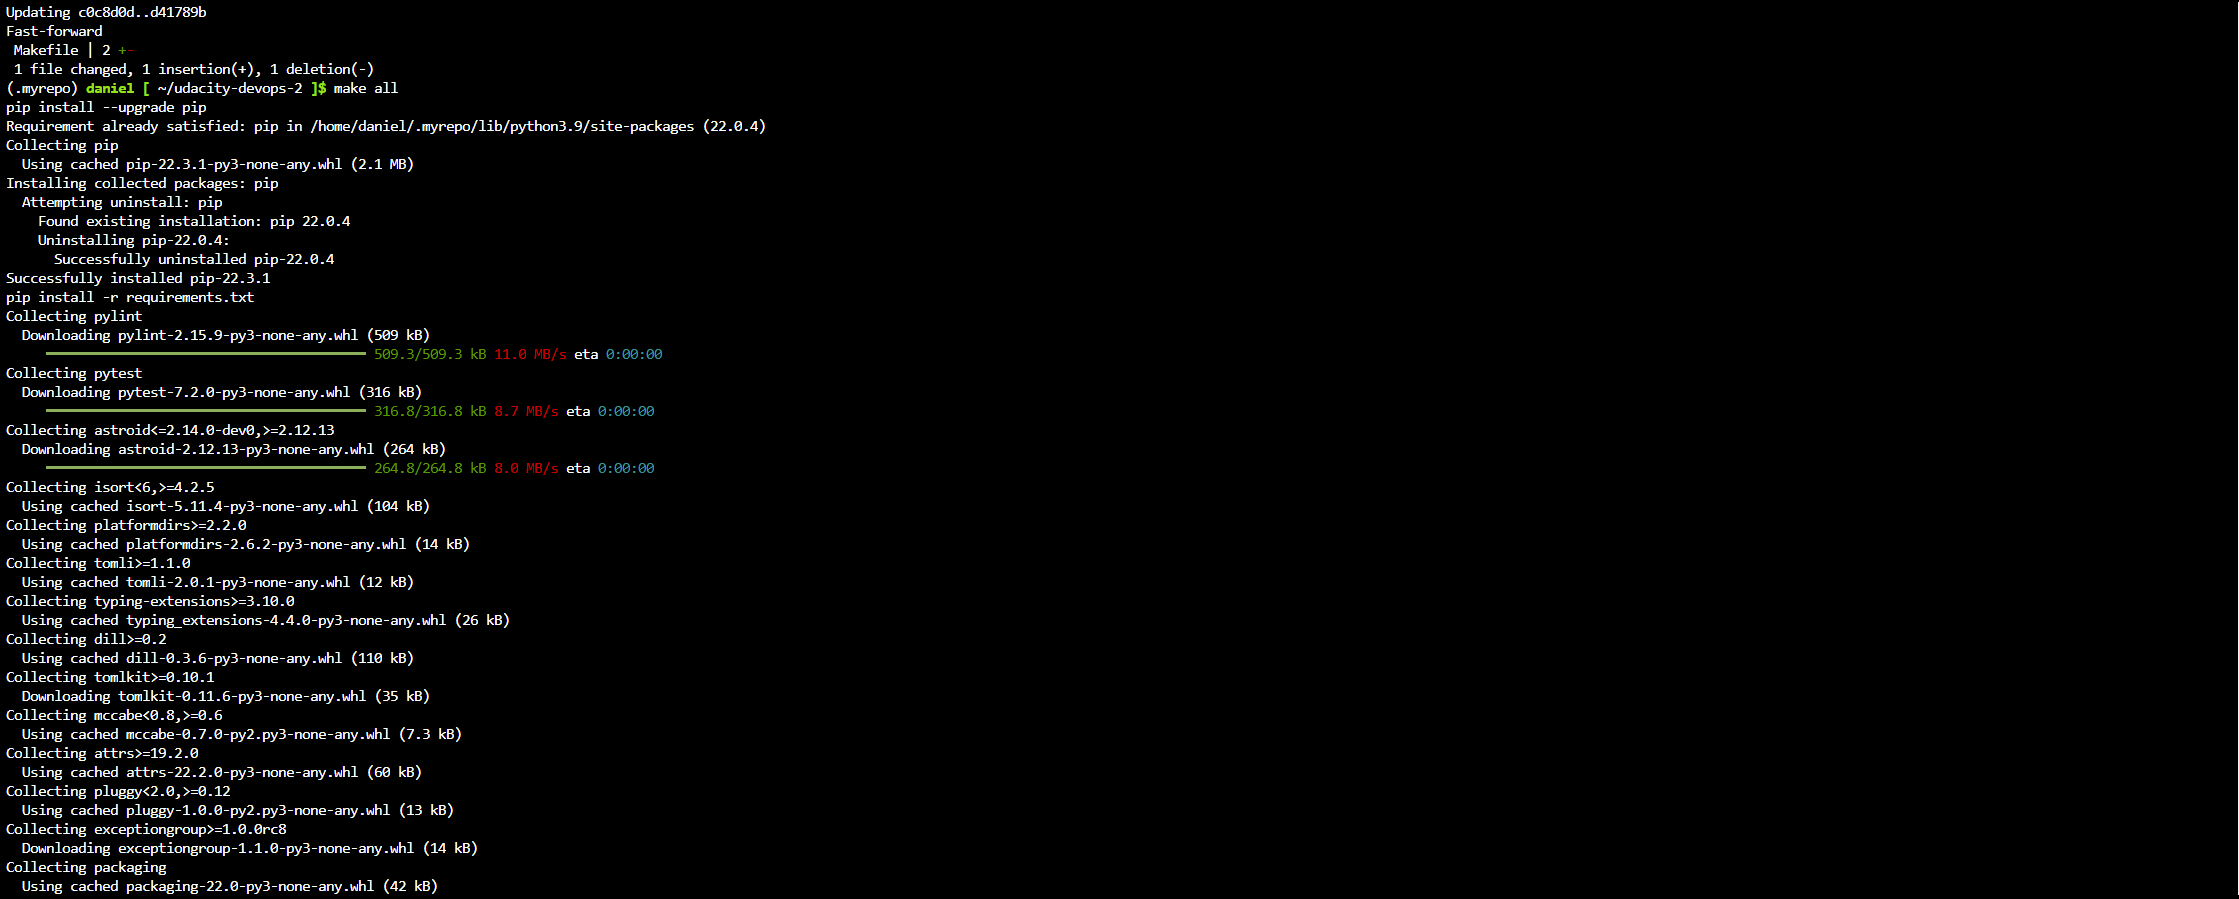 Updating c0c8d0d..d41789b
Fast-forward
 Makefile | 2 +-
 1 file changed, 1 insertion(+), 1 deletion(-)
(.myrepo) daniel [ ~/udacity-devops-2 ]$ make all
pip install --upgrade pip
Requirement already satisfied: pip in /home/daniel/.myrepo/lib/python3.9/site-packages (22.0.4)
Collecting pip
  Using cached pip-22.3.1-py3-none-any.whl (2.1 MB)
Installing collected packages: pip
  Attempting uninstall: pip
    Found existing installation: pip 22.0.4
    Uninstalling pip-22.0.4:
      Successfully uninstalled pip-22.0.4
Successfully installed pip-22.3.1
pip install -r requirements.txt
Collecting pylint
  Downloading pylint-2.15.9-py3-none-any.whl (509 kB)
     509.3/509.3 kB 11.0 MB/s eta 0:00:00
Collecting pytest
  Downloading pytest-7.2.0-py3-none-any.whl (316 kB)
     316.8/316.8 kB 8.7 MB/s eta 0:00:00
Collecting astroid<=2.14.0-dev0,>=2.12.13
  Downloading astroid-2.12.13-py3-none-any.whl (264 kB)
     264.8/264.8 kB 8.0 MB/s eta 0:00:00
Collecting isort<6,>=4.2.5
  Using cached isort-5.11.4-py3-none-any.whl (104 kB)
Collecting platformdirs>=2.2.0
  Using cached platformdirs-2.6.2-py3-none-any.whl (14 kB)
Collecting tomli>=1.1.0
  Using cached tomli-2.0.1-py3-none-any.whl (12 kB)
Collecting typing-extensions>=3.10.0
  Using cached typing_extensions-4.4.0-py3-none-any.whl (26 kB)
Collecting dill>=0.2
  Using cached dill-0.3.6-py3-none-any.whl (110 kB)
Collecting tomlkit>=0.10.1
  Downloading tomlkit-0.11.6-py3-none-any.whl (35 kB)
Collecting mccabe<0.8,>=0.6
  Using cached mccabe-0.7.0-py2.py3-none-any.whl (7.3 kB)
Collecting attrs>=19.2.0
  Using cached attrs-22.2.0-py3-none-any.whl (60 kB)
Collecting pluggy<2.0,>=0.12
  Using cached pluggy-1.0.0-py2.py3-none-any.whl (13 kB)
Collecting exceptiongroup>=1.0.0rc8
  Downloading exceptiongroup-1.1.0-py3-none-any.whl (14 kB)
Collecting packaging
  Using cached packaging-22.0-py3-none-any.whl (42 kB)